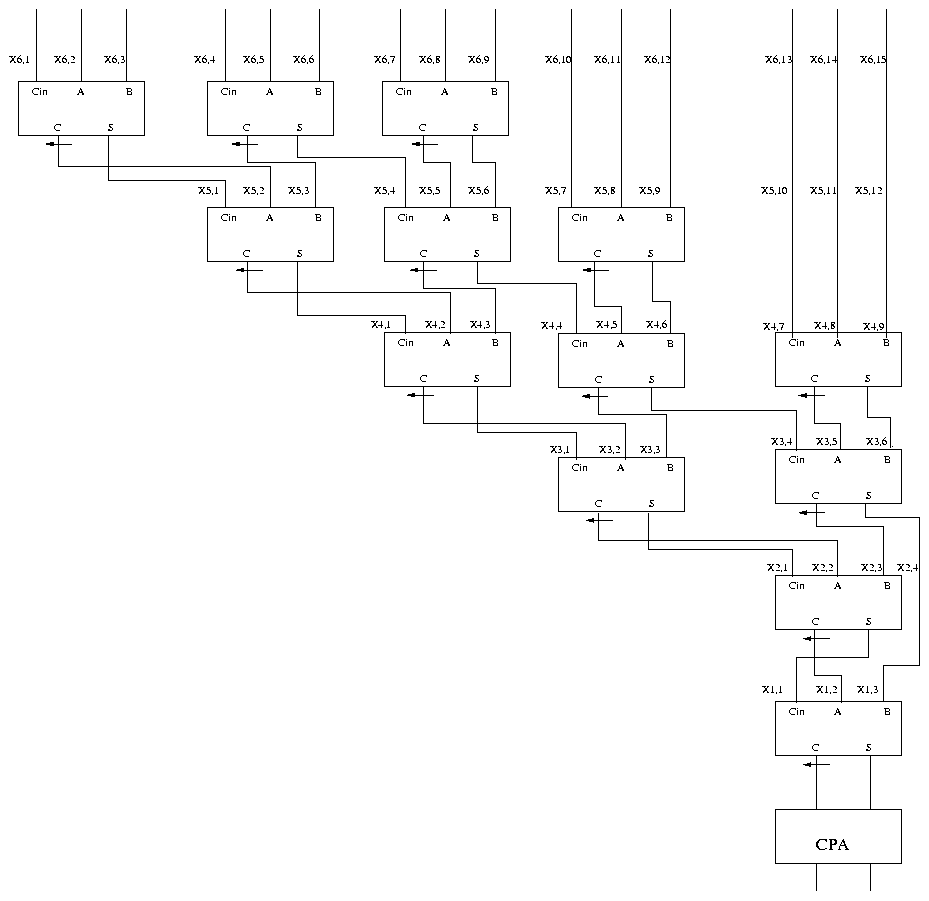 X6,1 X6,2 X6,3 X6,4 X6,5 X6,6 X6,7 X6,8 X6,9 X6,10 X6,11 X6,12 X6,13 X6,14 X6,15
Cin A B Cin A B Cin A B
C S C S C S
X5,1 X5,2 X5,3 X5,4 X5,5 X5,6 X5,7 X5,8 X5,9 X5,10 X5,11 X5,12
Cin A B Cin A B Cin A B
C S C S C S
X4,1 X4,2 X4,3 X4,4 X4,5 X4,6 X4,7 X4,8 X4,9
Cin A B Cin A B Cin A B
C S C S C S
X3,1 X3,2 X3,3 X3,4 X3,5 X3,6
Cin A B Cin A B
C S C S
X2,1 X2,2 X2,3 X2,4
Cin A B
C S
X1,1 X1,2 X1,3
Cin A B
C S
CPA